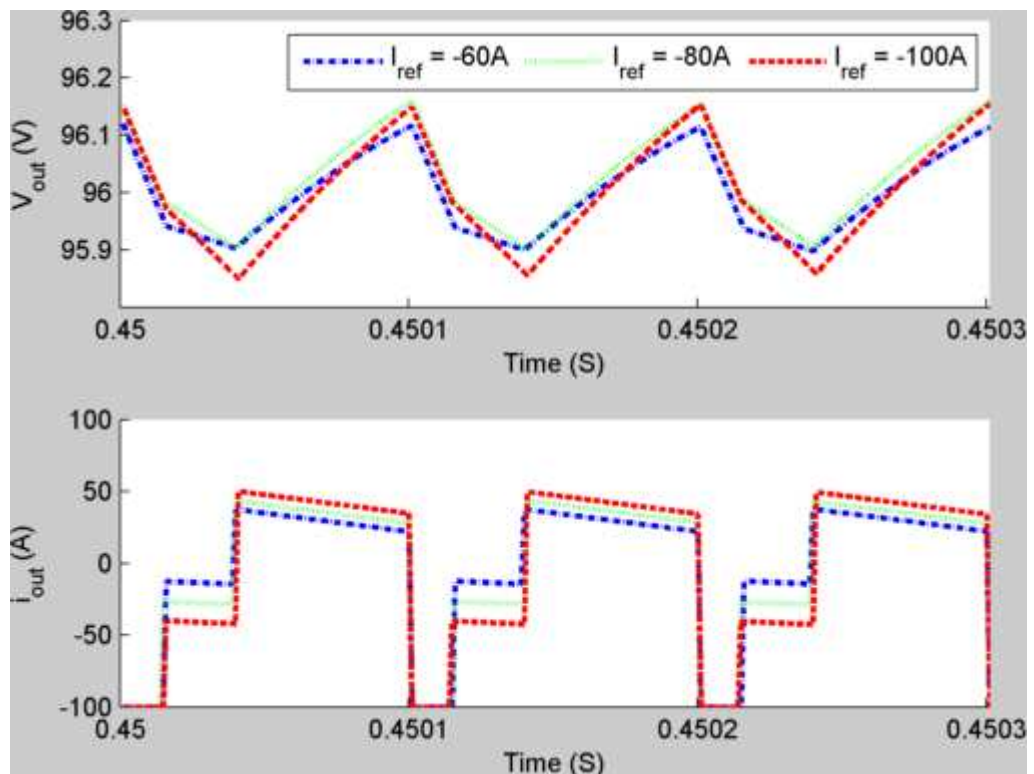 96.3
96.2
96.1
96
95.9
V_out (V)
I_ref = -60A I_ref = -80A I_ref = -100A
0.45 0.4501 0.4502 0.4503
Time (S)
100
50
0
-50
-100
i_out (A)
0.45 0.4501 0.4502 0.4503
Time (S)